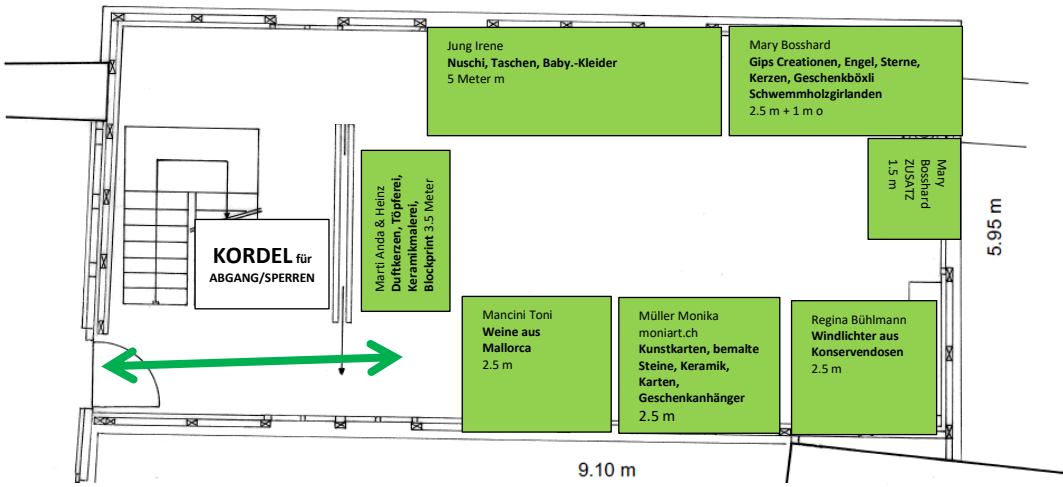 Jung Irene
Nuschi, Taschen, Baby.-Kleider
5 Meter m
Mary Bosshard
Gips Creationen, Engel, Sterne,
Kerzen, Geschenkböxli
Schwemmholzgirlanden
2.5 m + 1 m o
Mary
Bosshard
ZUSATZ
1.5 m
5.95 m
Marti Anda & Heinz
Duftkerzen, Töpferei,
Keramikmalerei,
Blockprint 3.5 Meter
KORDEL für
ABGANG/SPERREN
Mancini Toni
Weine aus
Mallorca
2.5 m
Müller Monika
moniart.ch
Kunstkarten, bemalte
Steine, Keramik,
Karten,
Geschenkanhänger
2.5 m
Regina Bühlmann
Windlichter aus
Konservendosen
2.5 m
9.10 m